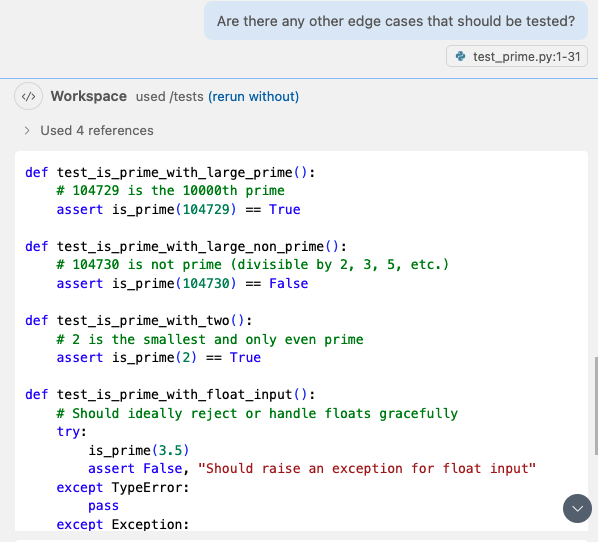 Are there any other edge cases that should be tested?
test_prime.py:1-31
</> Workspace used /tests (rerun without)
> Used 4 references
def test_is_prime_with_large_prime():
    # 104729 is the 10000th prime
    assert is_prime(104729) == True
def test_is_prime_with_large_non_prime():
    # 104730 is not prime (divisible by 2, 3, 5, etc.)
    assert is_prime(104730) == False
def test_is_prime_with_two():
    # 2 is the smallest and only even prime
    assert is_prime(2) == True
def test_is_prime_with_float_input():
    # Should ideally reject or handle floats gracefully
    try:
        is_prime(3.5)
        assert False, "Should raise an exception for float input"
    except TypeError:
        pass
    except Exception: